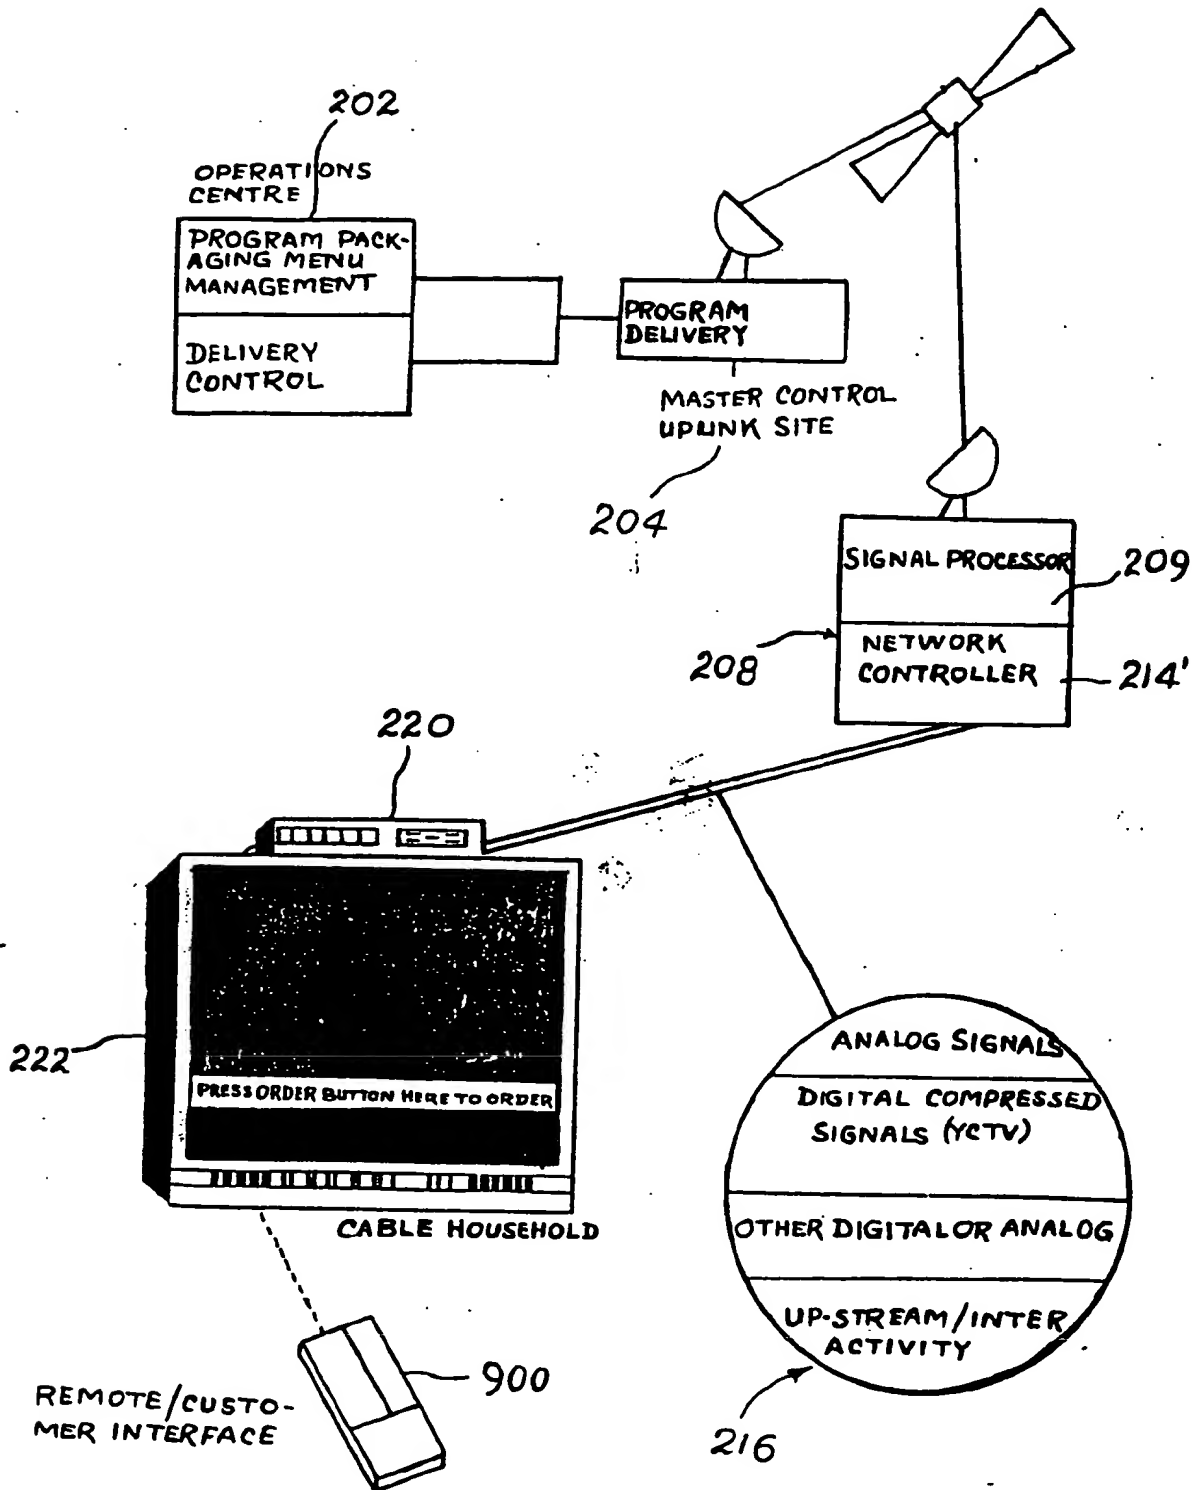 202
OPERATIONS
CENTRE
PROGRAM PACK-
AGING MENU
MANAGEMENT
DELIVERY
CONTROL
PROGRAM
DELIVERY
MASTER CONTROL
UPLINK SITE
204
SIGNAL PROCESSOR
209
208
NETWORK
CONTROLLER
214'
220
222
PRESS ORDER BUTTON HERE TO ORDER
CABLE HOUSEHOLD
ANALOG SIGNALS
DIGITAL COMPRESSED
SIGNALS (YCTV)
OTHER DIGITAL OR ANALOG
UP-STREAM/INTER
ACTIVITY
216
900
REMOTE/CUSTO-
MER INTERFACE